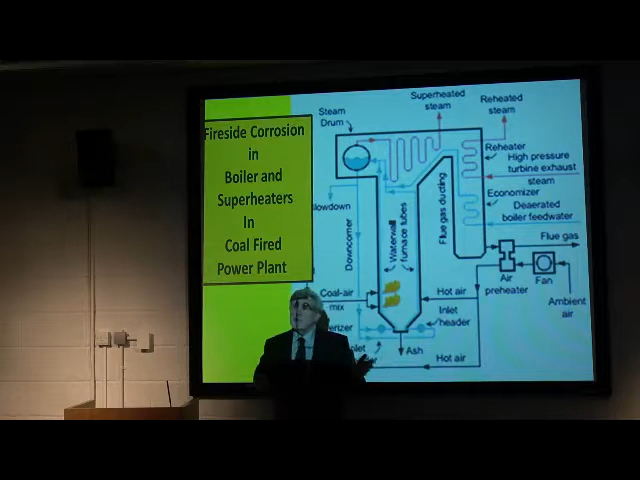 Fireside Corrosion
in
Boiler and
Superheaters
In
Coal Fired
Power Plant
Steam
Drum
Superheated
steam
Reheated
steam
Reheater
High pressure
turbine exhaust
steam
Economizer
Deaerated
boiler feedwater
Downcomer
Waterwall
furnace tubes
Flue gas ducting
Flue gas
Air
preheater
Fan
Ambient
air
Coal-air
mix
Hot air
Inlet
header
Ash
Hot air